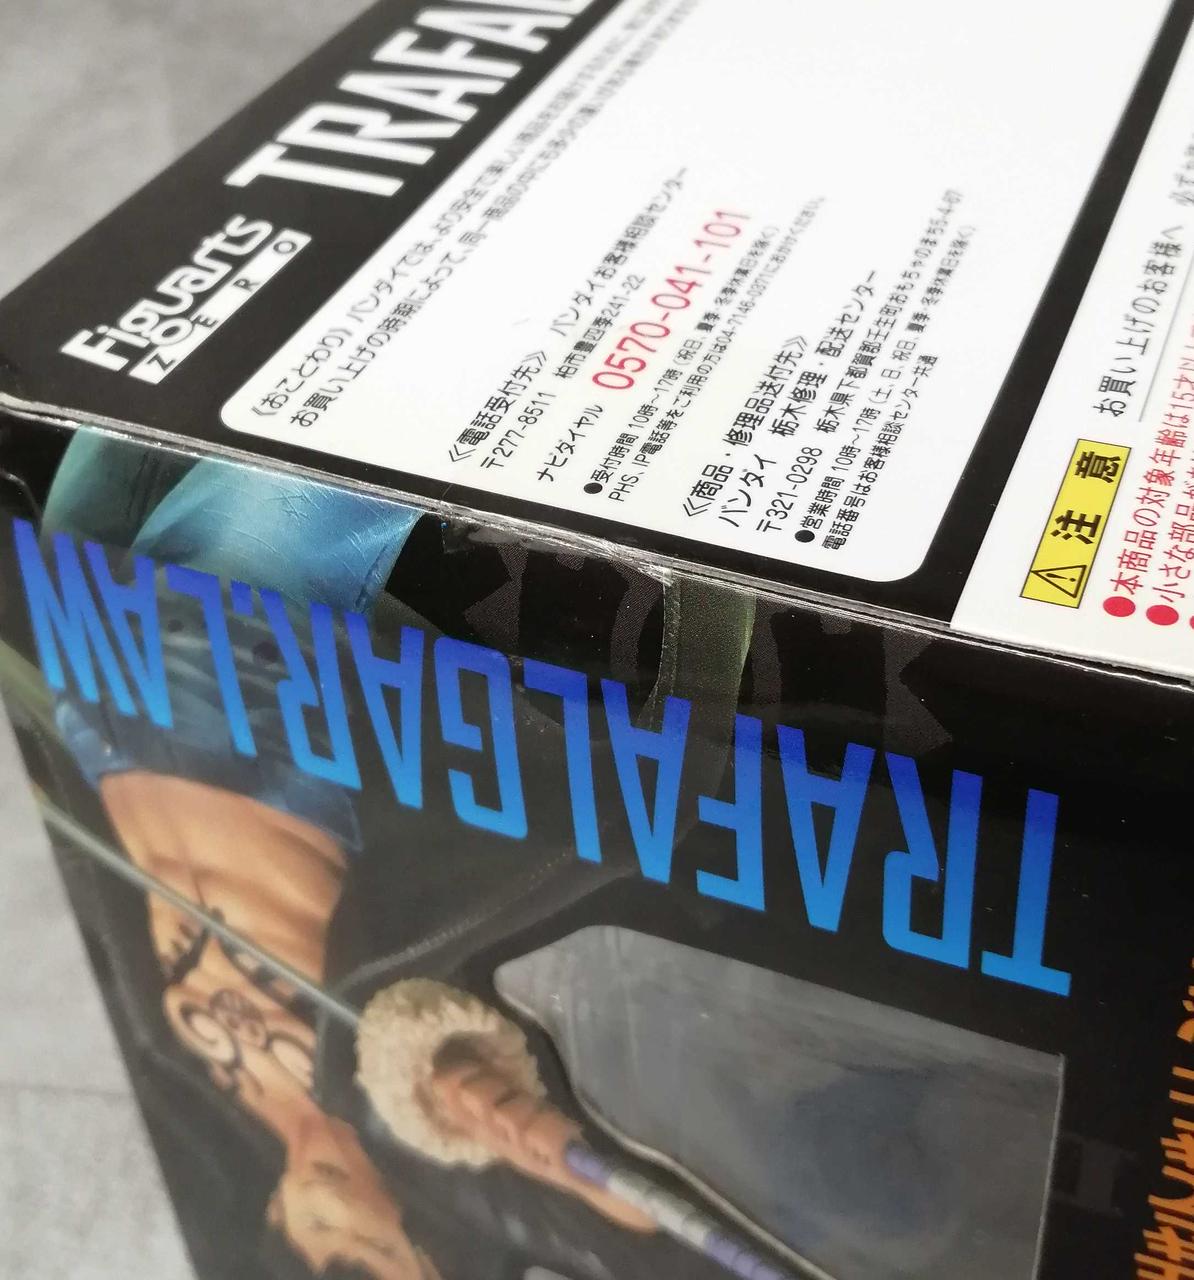 Figuarts
ZERO
TRAFAL
《おことわり》バンダイでは、より安全で楽しい商品をお届けするために、
お買い上げの時期によって、同一商品の中にも多少の違いがある場合があります
《電話受付先》
〒277-8511 柏市豊四季241-22 バンダイお客様相談センター
ナビダイヤル 0570-041-101
●受付時間 10時～17時 (祝日、夏季・冬季休業日を除く)
PHS、IP電話等をご利用の方は04-7146-0371におかけください。
《商品・修理品送付先》
バンダイ 栃木修理・配送センター
〒321-0298 栃木県下都賀郡壬生町おもちゃのまち5-4-67
●営業時間 10時～17時 (土、日、祝日、夏季・冬季休業日を除く)
電話番号はお客様相談センター共通
⚠注意
お買い上げのお客様へ 必ずお読
●本商品の対象年齢は15才以上
●小さな部品が
TRAFALGAR.LAW